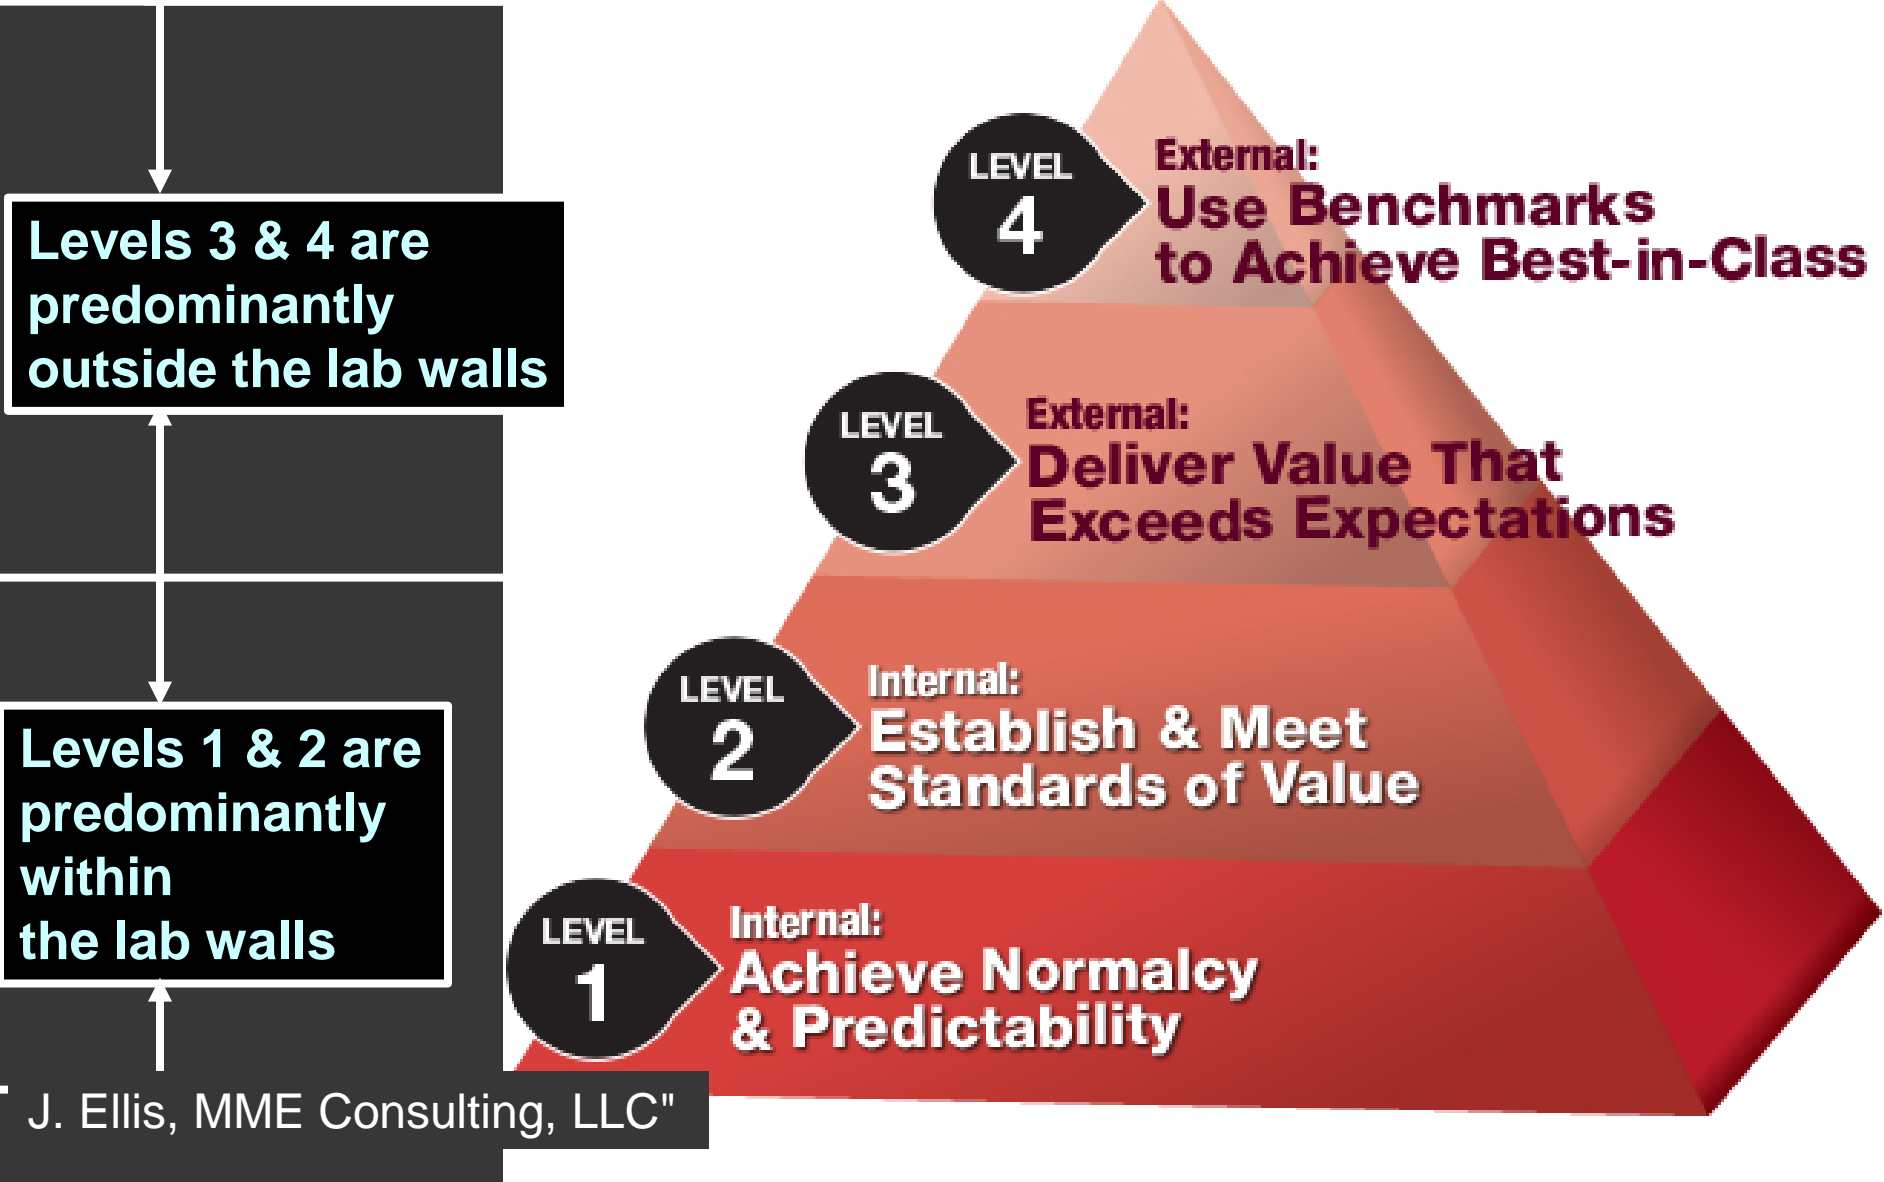 Levels 3 & 4 are
predominantly
outside the lab walls
Levels 1 & 2 are
predominantly
within
the lab walls
J. Ellis, MME Consulting, LLC"
LEVEL
4
External:
Use Benchmarks
to Achieve Best-in-Class
LEVEL
3
External:
Deliver Value That
Exceeds Expectations
LEVEL
2
Internal:
Establish & Meet
Standards of Value
LEVEL
1
Internal:
Achieve Normalcy
& Predictability